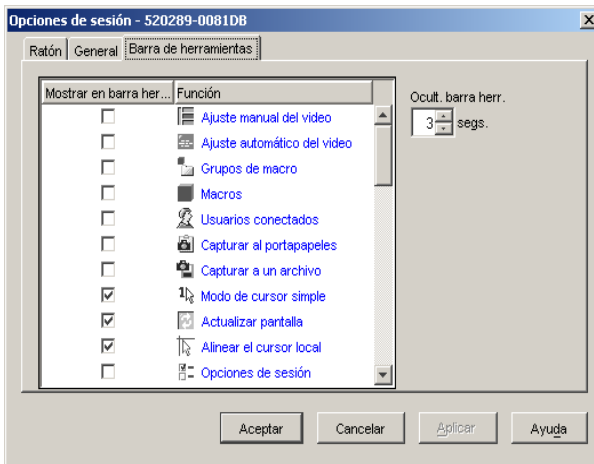 Opciones de sesión - 520289-0081DB
Ratón General Barra de herramientas
Mostrar en barra her... Función
Ajuste manual del video
Ajuste automático del video
Grupos de macro
Macros
Usuarios conectados
Capturar al portapapeles
Capturar a un archivo
Modo de cursor simple
Actualizar pantalla
Alinear el cursor local
Opciones de sesión
Ocult. barra herr.
3 segs.
Aceptar Cancelar Aplicar Ayuda